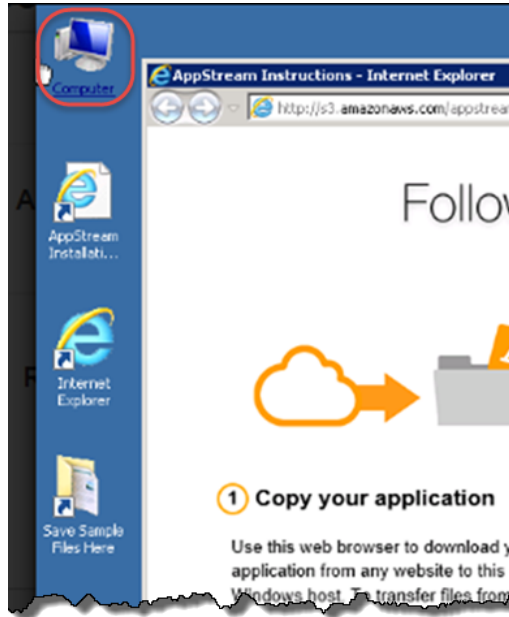 Computer
AppStream Instructions - Internet Explorer
http://s3.amazonaws.com/appstrea
AppStream
Installati...
Internet
Explorer
Save Sample
Files Here
Follow
1 Copy your application
Use this web browser to download y
application from any website to this
Windows host. To transfer files from